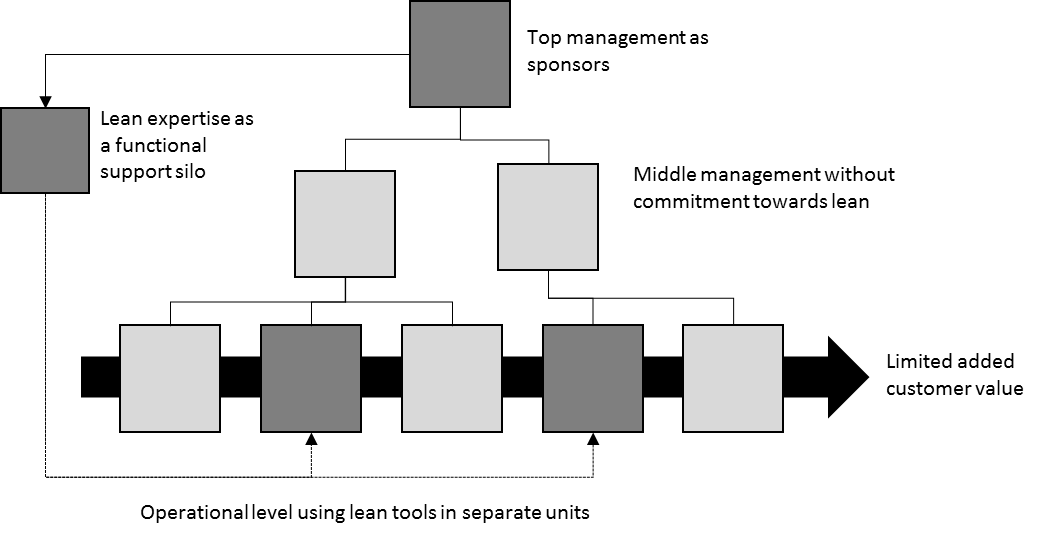 Top management as
sponsors
Lean expertise as
a functional
support silo
Middle management without
commitment towards lean
Limited added
customer value
Operational level using lean tools in separate units